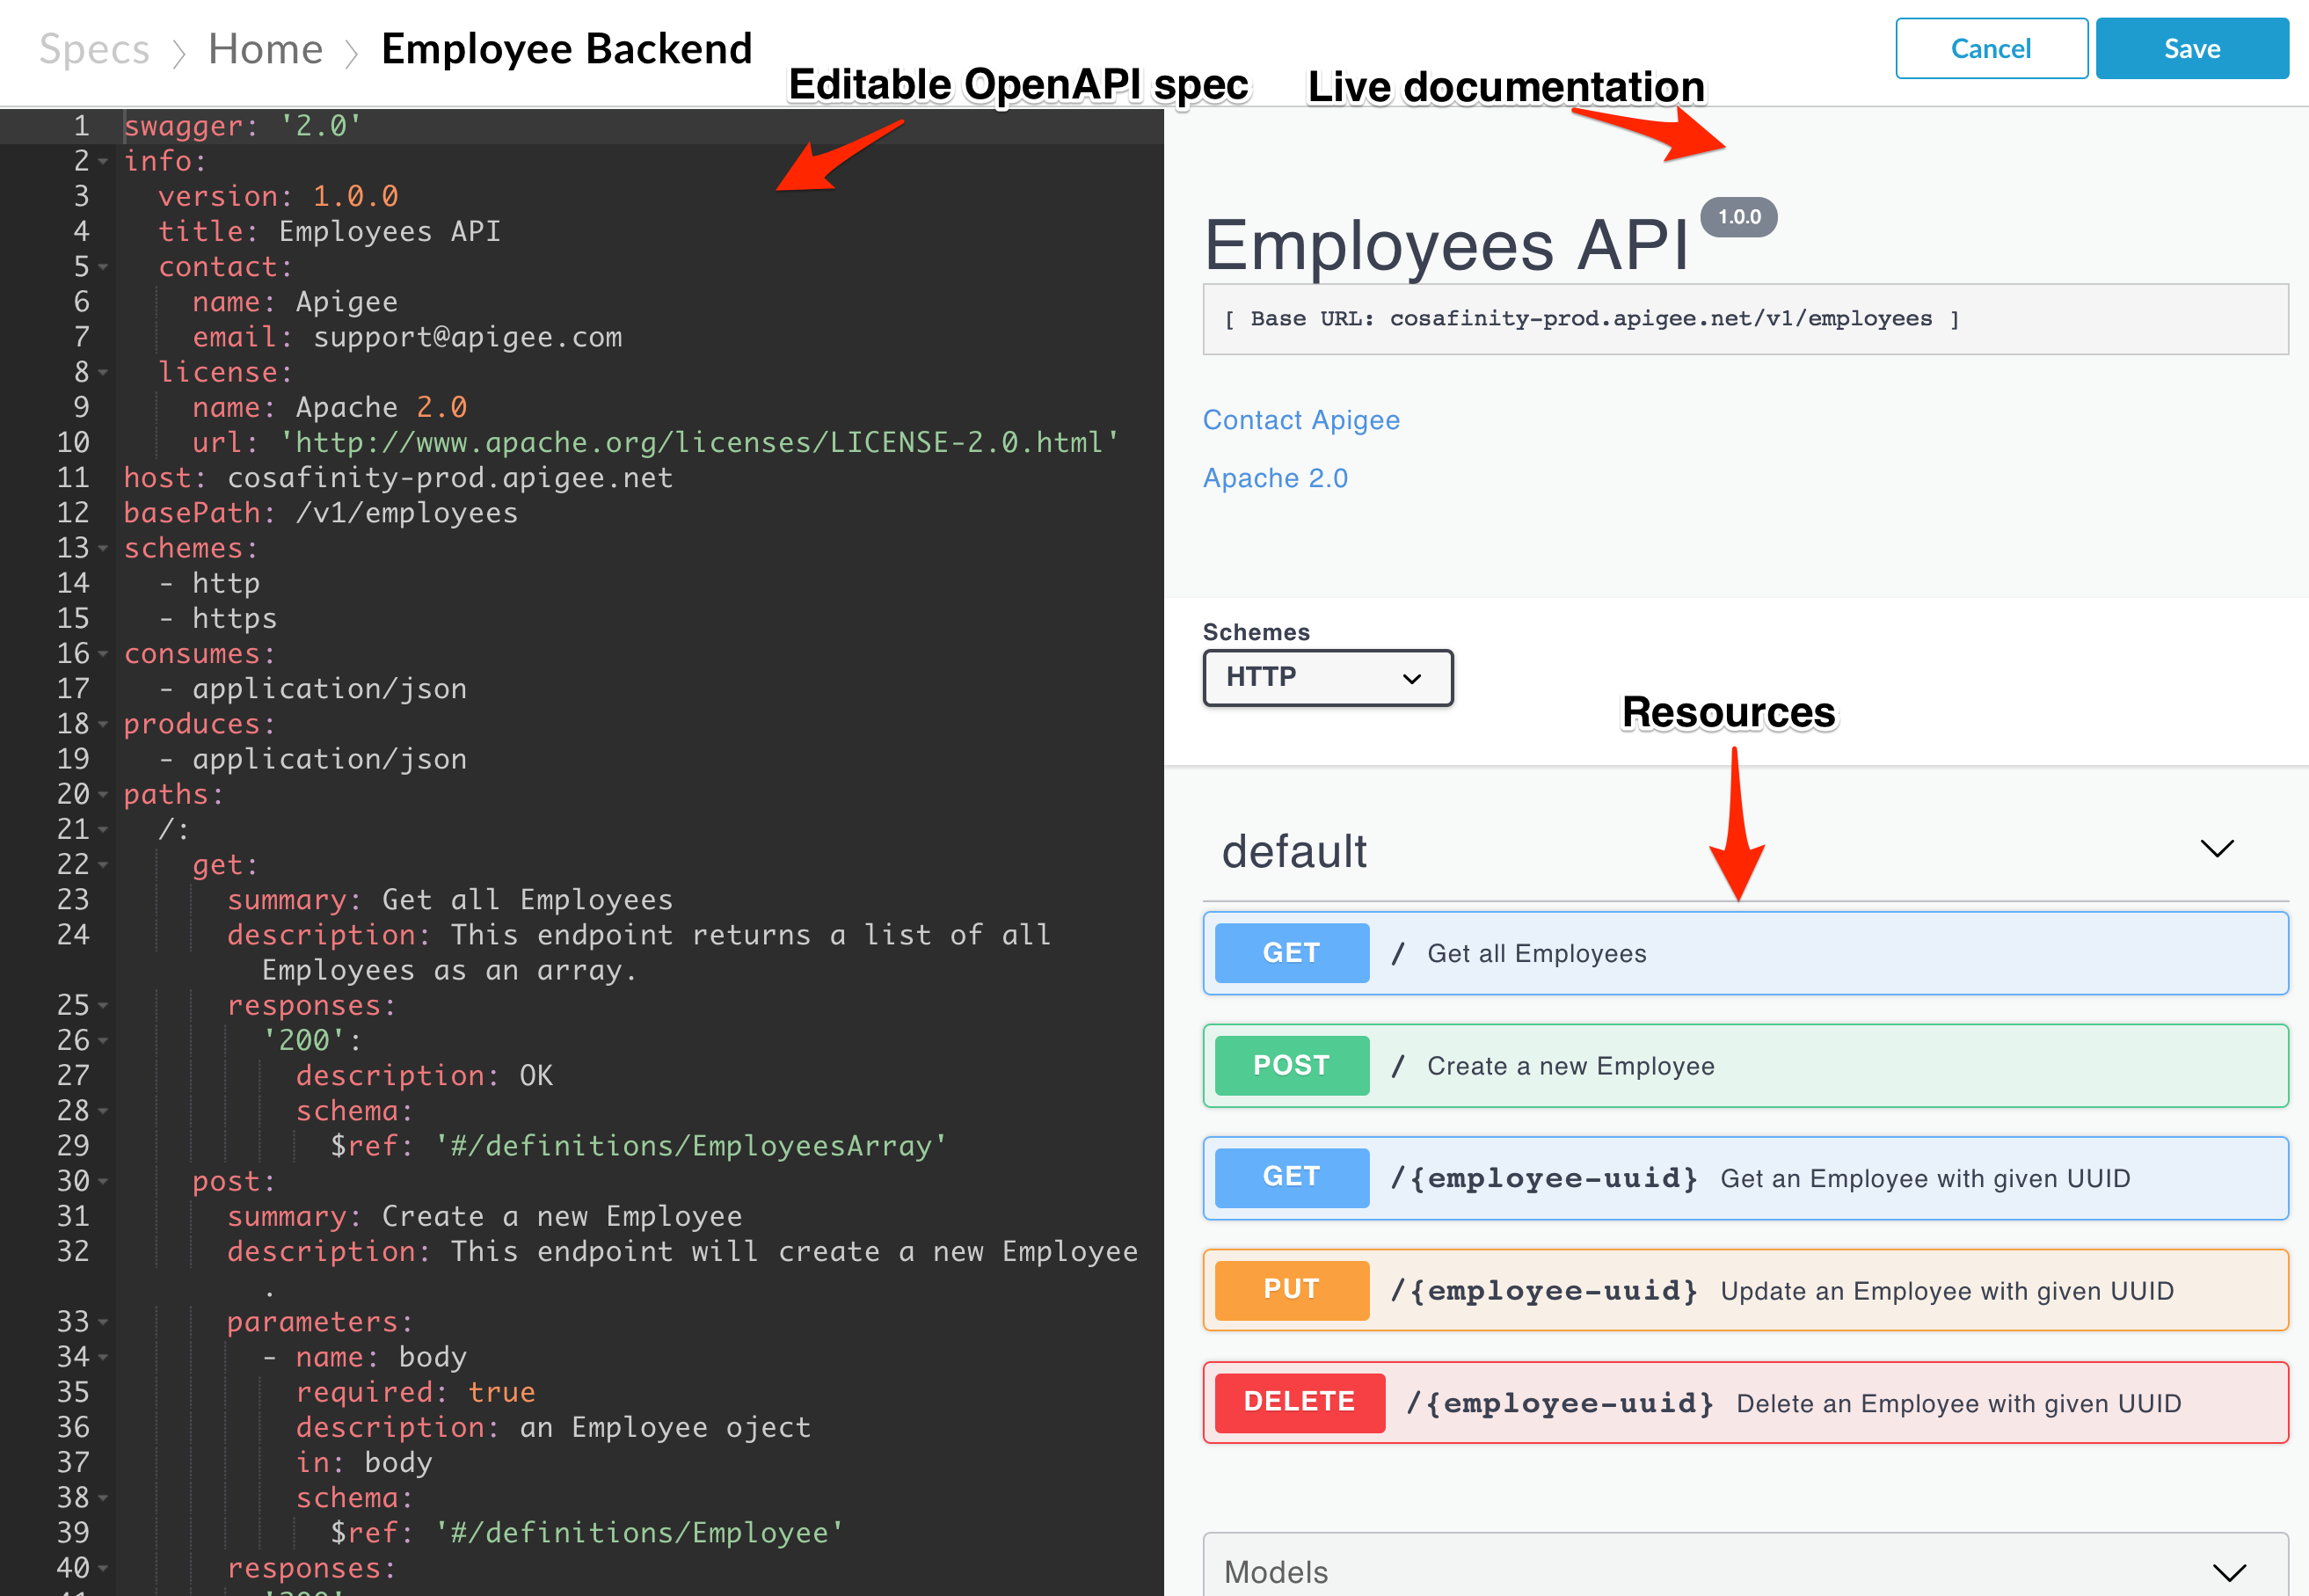 Specs > Home > Employee Backend
Cancel
Save
Editable OpenAPI spec
Live documentation
1 swagger: '2.0'
2 info:
3 version: 1.0.0
4 title: Employees API
5 contact:
6 name: Apigee
7 email: support@apigee.com
8 license:
9 name: Apache 2.0
10 url: 'http://www.apache.org/licenses/LICENSE-2.0.html'
11 host: cosafinity-prod.apigee.net
12 basePath: /v1/employees
13 schemes:
14 - http
15 - https
16 consumes:
17 - application/json
18 produces:
19 - application/json
20 paths:
21 /:
22 get:
23 summary: Get all Employees
24 description: This endpoint returns a list of all
Employees as an array.
25 responses:
26 '200':
27 description: OK
28 schema:
29 $ref: '#/definitions/EmployeesArray'
30 post:
31 summary: Create a new Employee
32 description: This endpoint will create a new Employee
.
33 parameters:
34 - name: body
35 required: true
36 description: an Employee oject
37 in: body
38 schema:
39 $ref: '#/definitions/Employee'
40 responses:
41 '200'
Employees API 1.0.0
[ Base URL: cosafinity-prod.apigee.net/v1/employees ]
Contact Apigee
Apache 2.0
Schemes
HTTP
Resources
default
GET / Get all Employees
POST / Create a new Employee
GET /{employee-uuid} Get an Employee with given UUID
PUT /{employee-uuid} Update an Employee with given UUID
DELETE /{employee-uuid} Delete an Employee with given UUID
Models